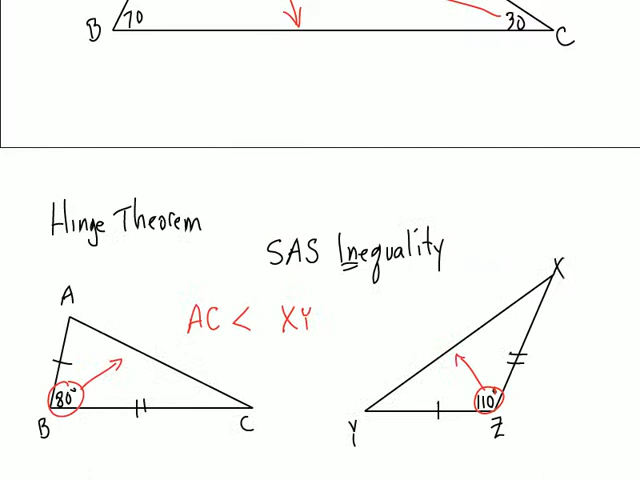 B 70 30 C
Hinge Theorem
SAS Inequality
X
A
AC < XY
80° 110°
B C Y Z